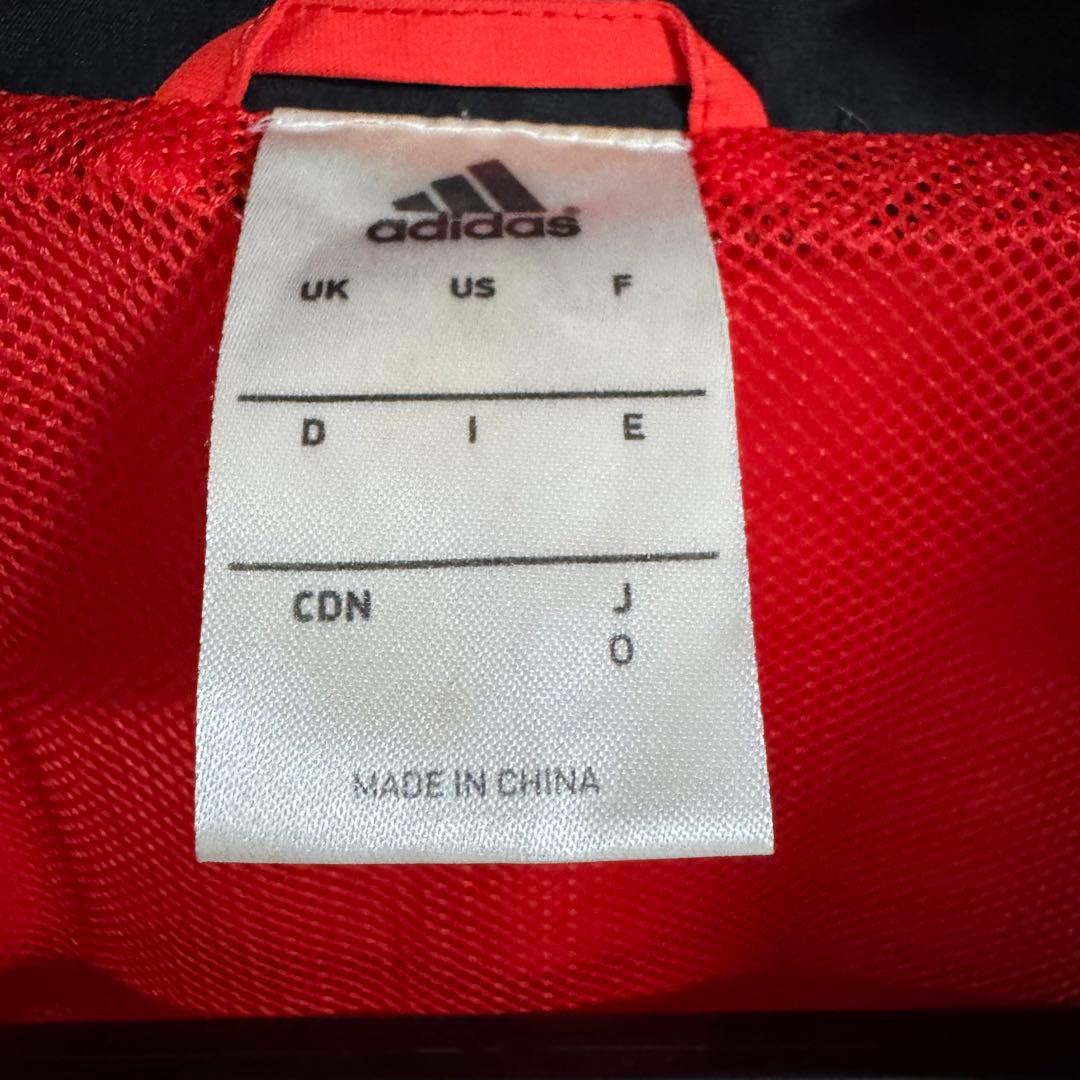 adidas®
UK US F
D I E
CDN J
O
MADE IN CHINA